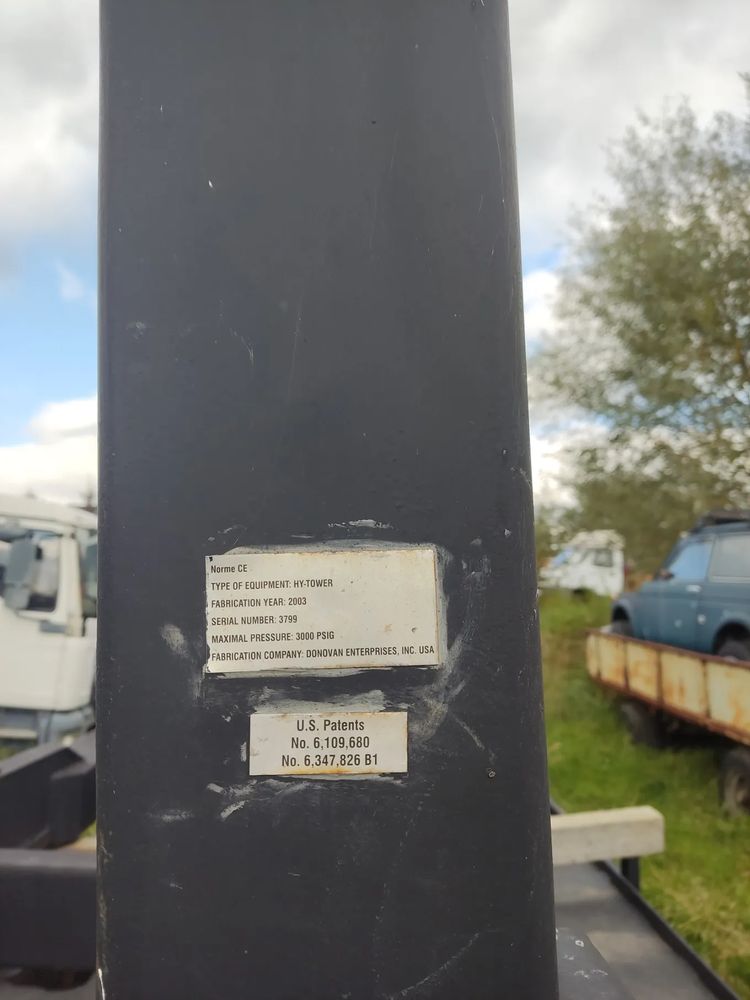 Norme CE
TYPE OF EQUIPMENT: HY-TOWER
FABRICATION YEAR: 2003
SERIAL NUMBER: 3799
MAXIMAL PRESSURE: 3000 PSIG
FABRICATION COMPANY: DONOVAN ENTERPRISES, INC. USA
U.S. Patents
No. 6,109,680
No. 6,347,826 B1